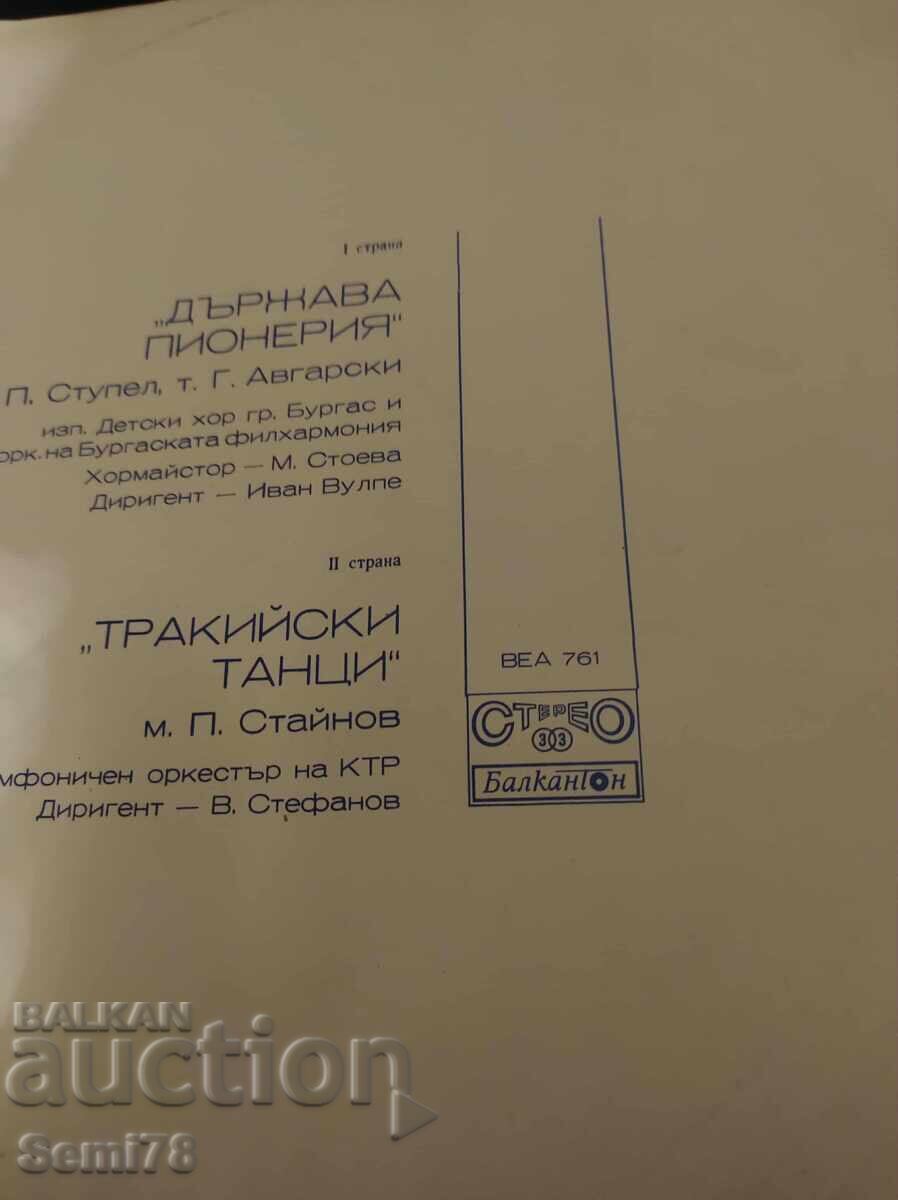 I страна
„ДЪРЖАВА
ПИОНЕРИЯ“
П. Ступел, т. Г. Авгарски
изп. Детски хор гр. Бургас и
орк. на Бургаската филхармония
Хормайстор — М. Стоева
Диригент — Иван Вулпе
II страна
„ТРАКИЙСКИ
ТАНЦИ“
м. П. Стайнов
мфоничен оркестър на КТР
Диригент — В. Стефанов
ВЕА 761
СТЕРЕО
33
Балкантон
BALKAN
auction
Semi78